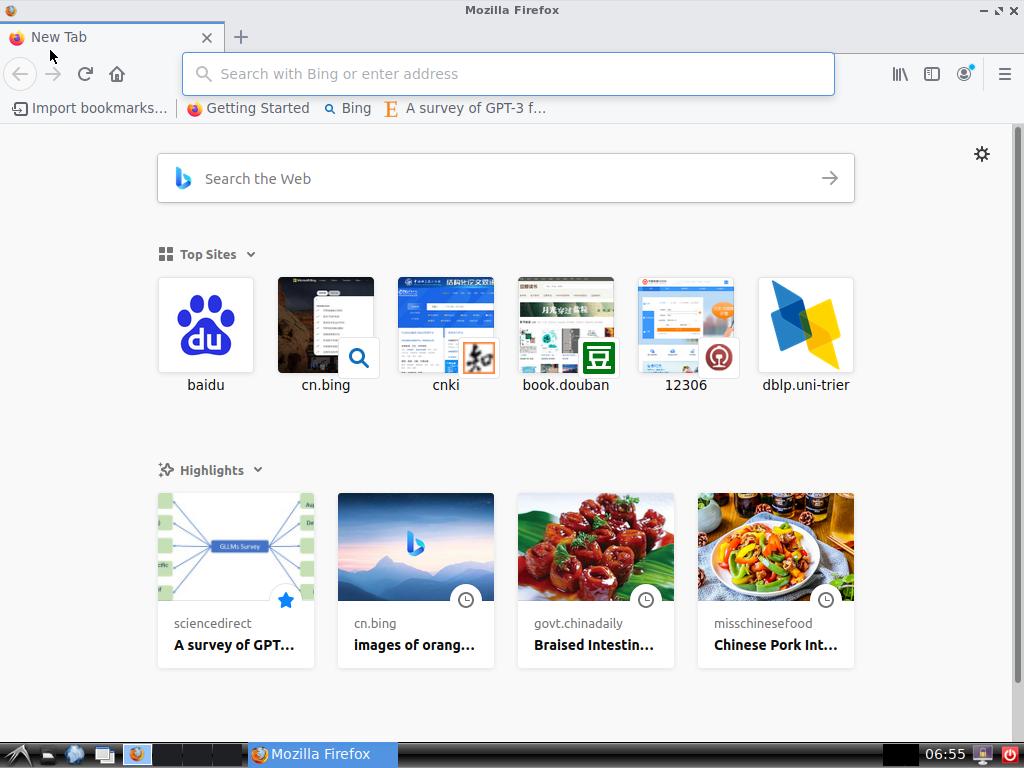 Mozilla Firefox
New Tab
Search with Bing or enter address
Import bookmarks…
Getting Started
Bing
A survey of GPT-3 f…
Search the Web
Top Sites
baidu
cn.bing
cnki
book.douban
12306
dblp.uni-trier
Highlights
GLLMs Survey
sciencedirect
A survey of GPT…
cn.bing
images of orang…
govt.chinadaily
Braised Intestin…
misschinesefood
Chinese Pork Int…
Mozilla Firefox
06:55